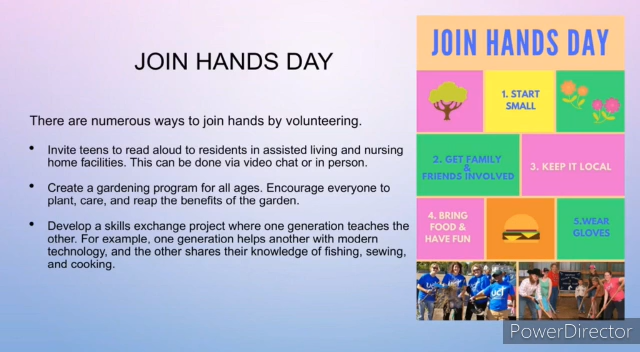 JOIN HANDS DAY
There are numerous ways to join hands by volunteering.
• Invite teens to read aloud to residents in assisted living and nursing
home facilities. This can be done via video chat or in person.
• Create a gardening program for all ages. Encourage everyone to
plant, care, and reap the benefits of the garden.
• Develop a skills exchange project where one generation teaches the
other. For example, one generation helps another with modern
technology, and the other shares their knowledge of fishing, sewing,
and cooking.
JOIN HANDS DAY
1. START
SMALL
2. GET FAMILY
&
FRIENDS INVOLVED
3. KEEP IT LOCAL
4. BRING
FOOD &
HAVE FUN
5.WEAR
GLOVES
PowerDirector